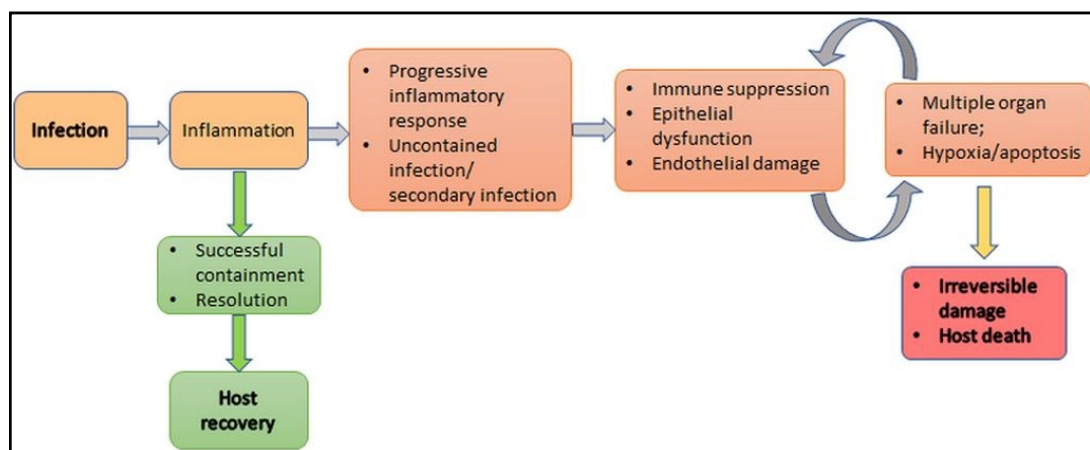 Infection
Inflammation
• Progressive
inflammatory
response
• Uncontained
infection/
secondary infection
• Immune suppression
• Epithelial
dysfunction
• Endothelial damage
• Multiple organ
failure;
• Hypoxia/apoptosis
• Successful
containment
• Resolution
Host
recovery
• Irreversible
damage
• Host death